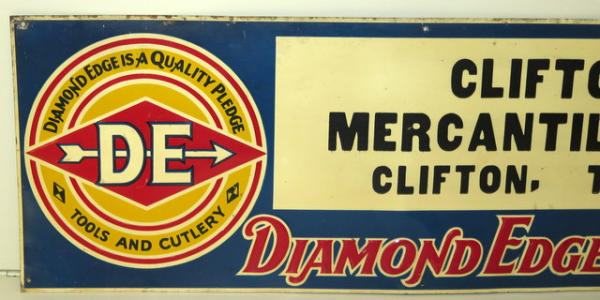 DIAMOND EDGE IS A QUALITY PLEDGE
DE
TOOLS AND CUTLERY
CLIFTO
MERCANTIL
CLIFTON, T
DIAMOND EDGE